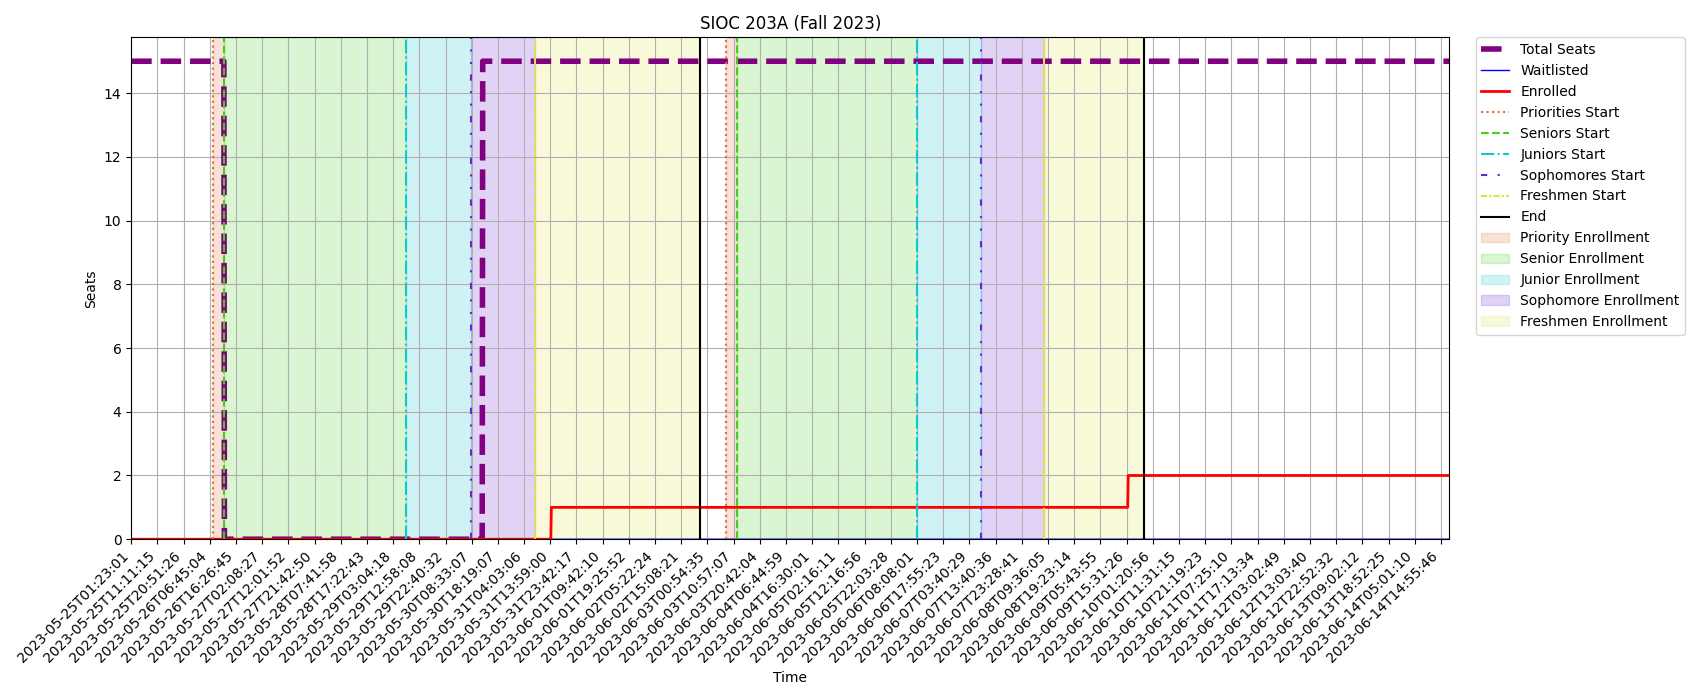 SIOC 203A (Fall 2023)
Seats
14
12
10
8
6
4
2
0
2023-05-25T01:23:01
2023-05-25T11:11:15
2023-05-25T20:51:26
2023-05-26T06:45:04
2023-05-26T16:26:45
2023-05-27T02:08:27
2023-05-27T12:01:52
2023-05-27T21:42:50
2023-05-28T07:41:58
2023-05-28T17:22:43
2023-05-29T03:04:18
2023-05-29T12:58:08
2023-05-29T22:40:32
2023-05-30T08:33:07
2023-05-30T18:19:07
2023-05-31T04:03:06
2023-05-31T13:59:00
2023-05-31T23:42:17
2023-06-01T09:42:10
2023-06-01T19:25:52
2023-06-02T05:22:24
2023-06-02T15:08:21
2023-06-03T00:54:35
2023-06-03T10:57:07
2023-06-03T20:42:04
2023-06-04T06:44:59
2023-06-04T16:30:01
2023-06-05T02:16:11
2023-06-05T12:16:56
2023-06-05T22:03:28
2023-06-06T08:08:01
2023-06-06T17:55:23
2023-06-07T03:40:29
2023-06-07T13:40:36
2023-06-07T23:28:41
2023-06-08T09:36:05
2023-06-08T19:23:14
2023-06-09T05:43:55
2023-06-09T15:31:26
2023-06-10T01:20:56
2023-06-10T11:31:15
2023-06-10T21:19:23
2023-06-11T07:25:10
2023-06-11T17:13:34
2023-06-12T03:02:49
2023-06-12T13:03:40
2023-06-12T22:52:32
2023-06-13T09:02:12
2023-06-13T18:52:25
2023-06-14T05:01:10
2023-06-14T14:55:46
Time
Total Seats
Waitlisted
Enrolled
Priorities Start
Seniors Start
Juniors Start
Sophomores Start
Freshmen Start
End
Priority Enrollment
Senior Enrollment
Junior Enrollment
Sophomore Enrollment
Freshmen Enrollment